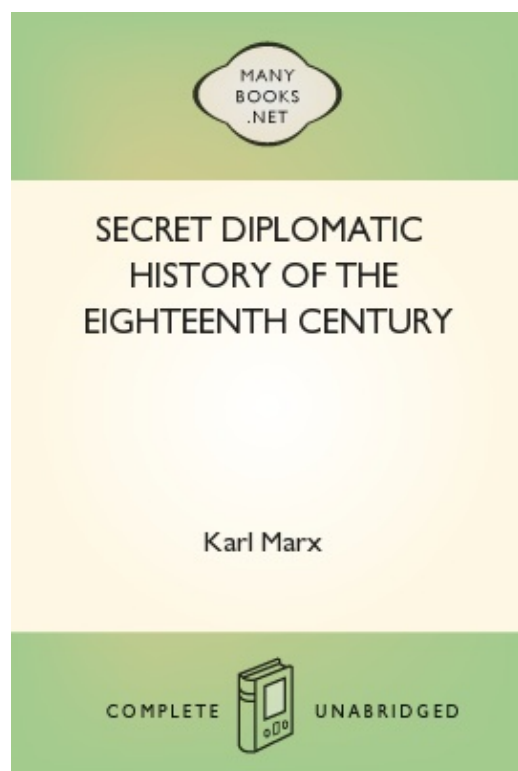 MANY
BOOKS
.NET
SECRET DIPLOMATIC
HISTORY OF THE
EIGHTEENTH CENTURY
Karl Marx
COMPLETE UNABRIDGED